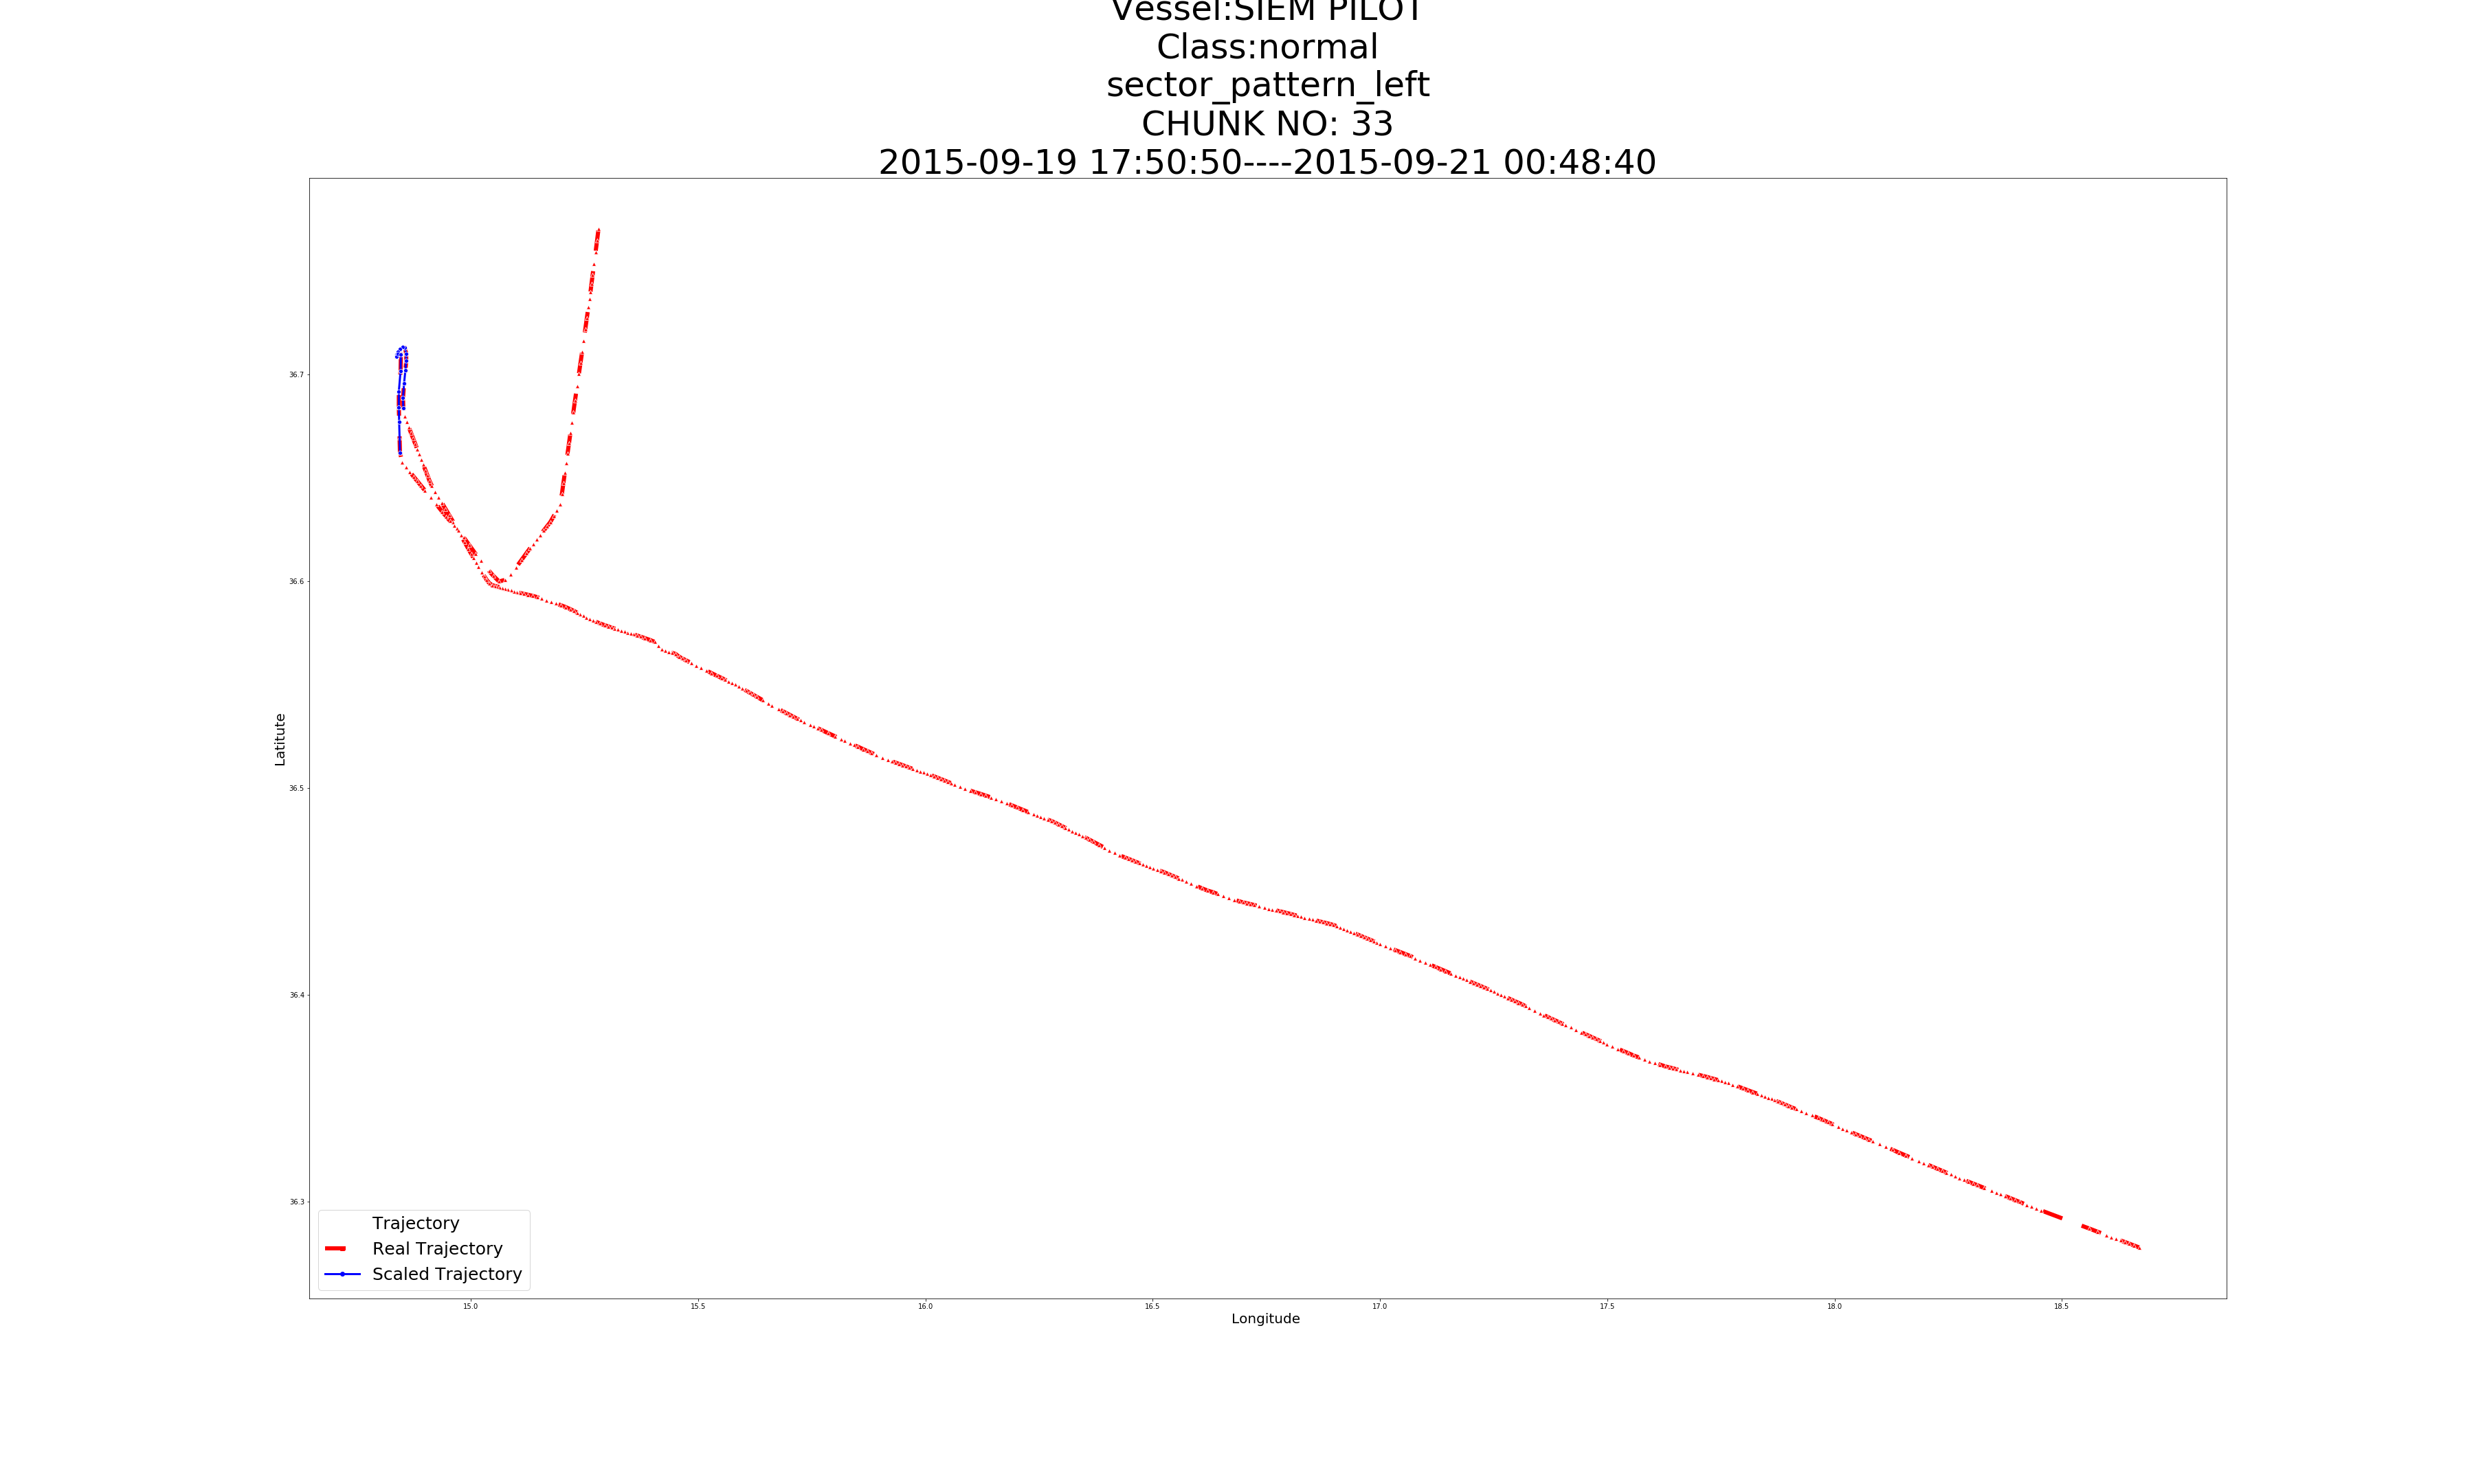 Vessel:SIEM PILOT
Class:normal
sector_pattern_left
CHUNK NO: 33
2015-09-19 17:50:50----2015-09-21 00:48:40
36.7
36.6
36.5
36.4
36.3
Latitute
Trajectory
Real Trajectory
Scaled Trajectory
15.0 15.5 16.0 16.5 17.0 17.5 18.0 18.5
Longitude